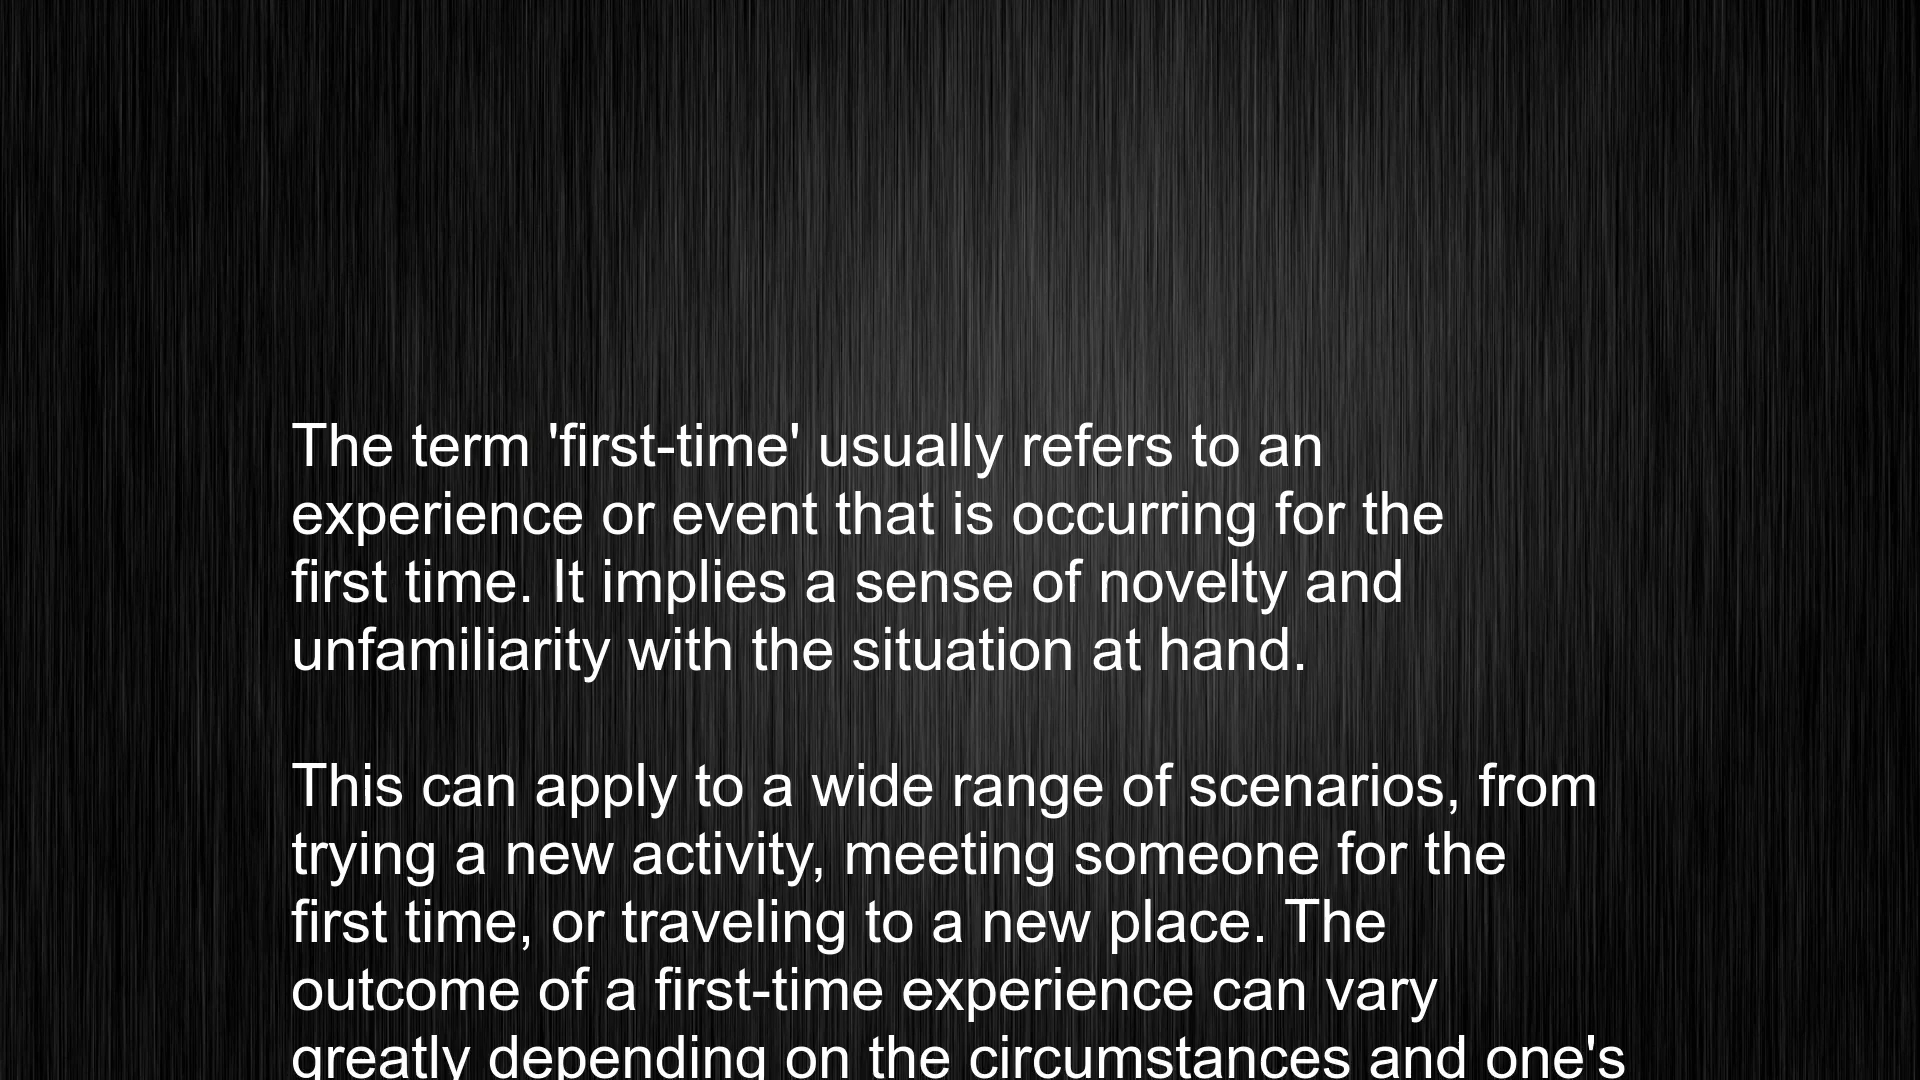 The term 'first-time' usually refers to an
experience or event that is occurring for the
first time. It implies a sense of novelty and
unfamiliarity with the situation at hand.
This can apply to a wide range of scenarios, from
trying a new activity, meeting someone for the
first time, or traveling to a new place. The
outcome of a first-time experience can vary
greatly depending on the circumstances and one's